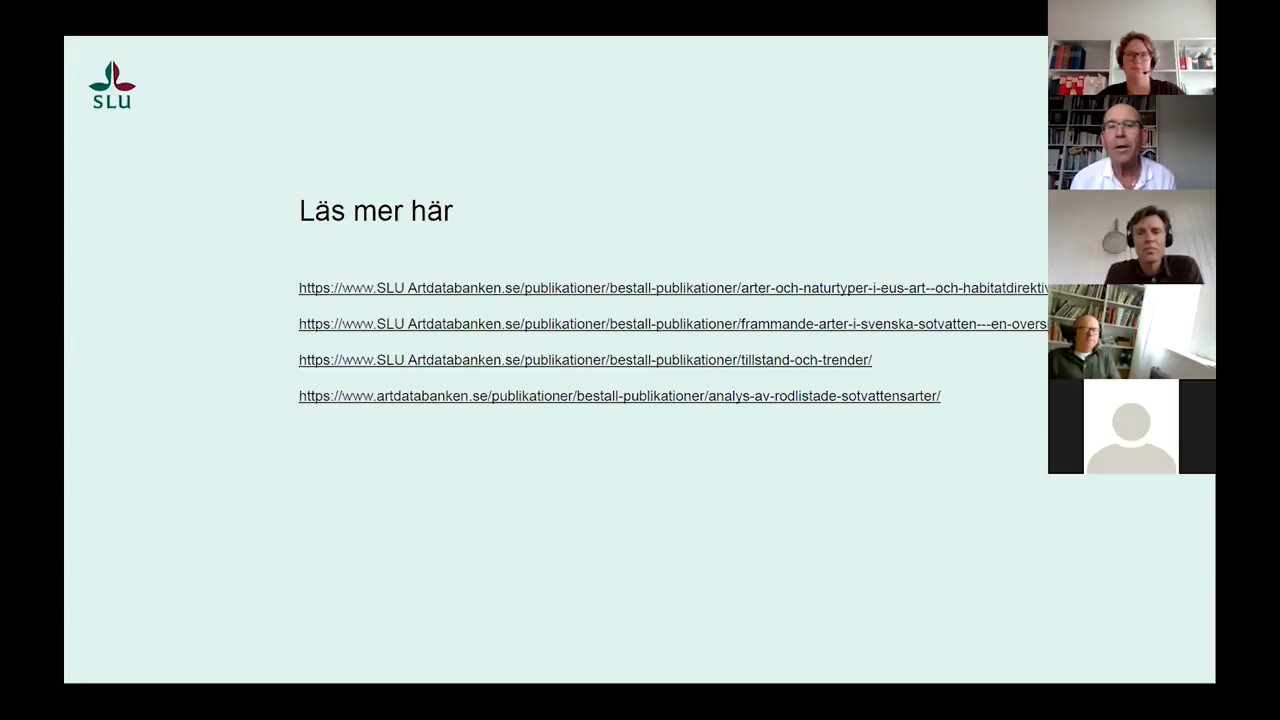 SLU
Läs mer här
https://www.SLU Artdatabanken.se/publikationer/bestall-publikationer/arter-och-naturtyper-i-eus-art--och-habitatdirektiv
https://www.SLU Artdatabanken.se/publikationer/bestall-publikationer/frammande-arter-i-svenska-sotvatten---en-overs
https://www.SLU Artdatabanken.se/publikationer/bestall-publikationer/tillstand-och-trender/
https://www.artdatabanken.se/publikationer/bestall-publikationer/analys-av-rodlistade-sotvattensarter/